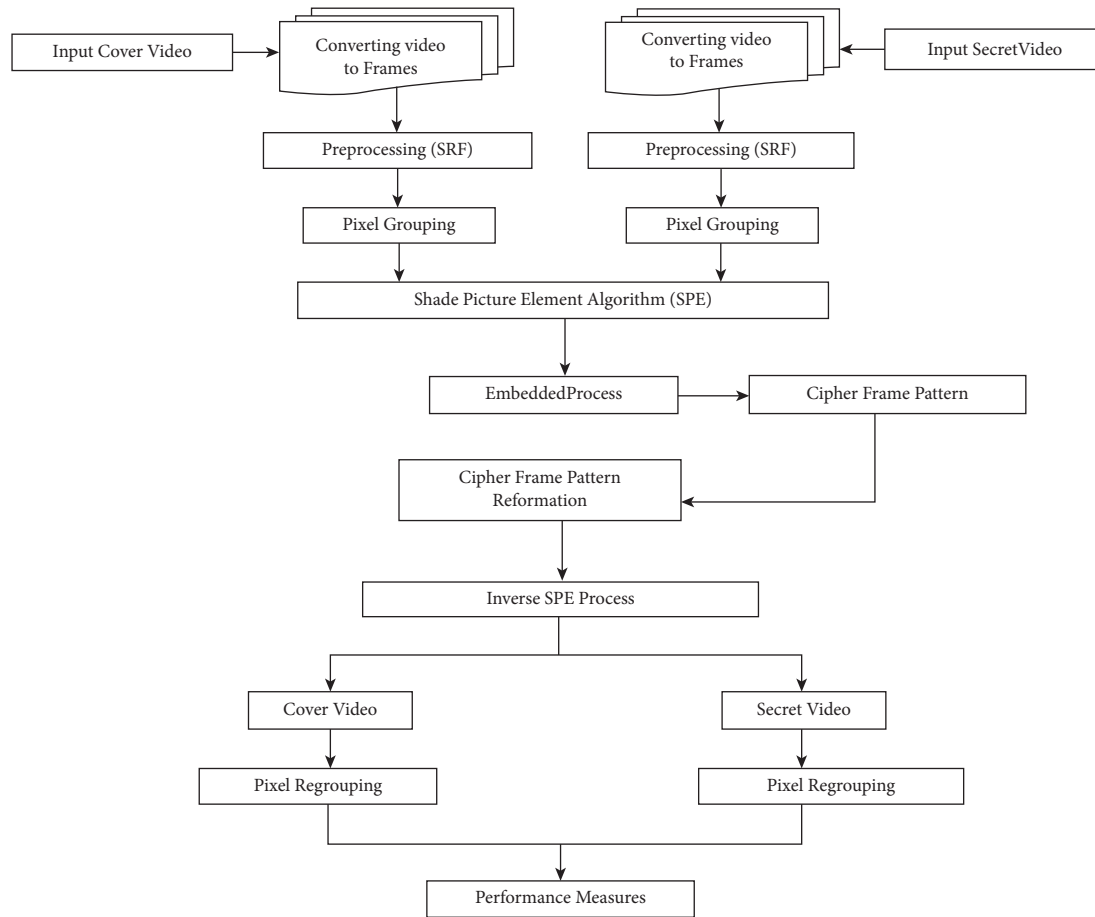 Input Cover Video
Converting video
to Frames
Converting video
to Frames
Input SecretVideo
Preprocessing (SRF)
Preprocessing (SRF)
Pixel Grouping
Pixel Grouping
Shade Picture Element Algorithm (SPE)
EmbeddedProcess
Cipher Frame Pattern
Cipher Frame Pattern
Reformation
Inverse SPE Process
Cover Video
Secret Video
Pixel Regrouping
Pixel Regrouping
Performance Measures